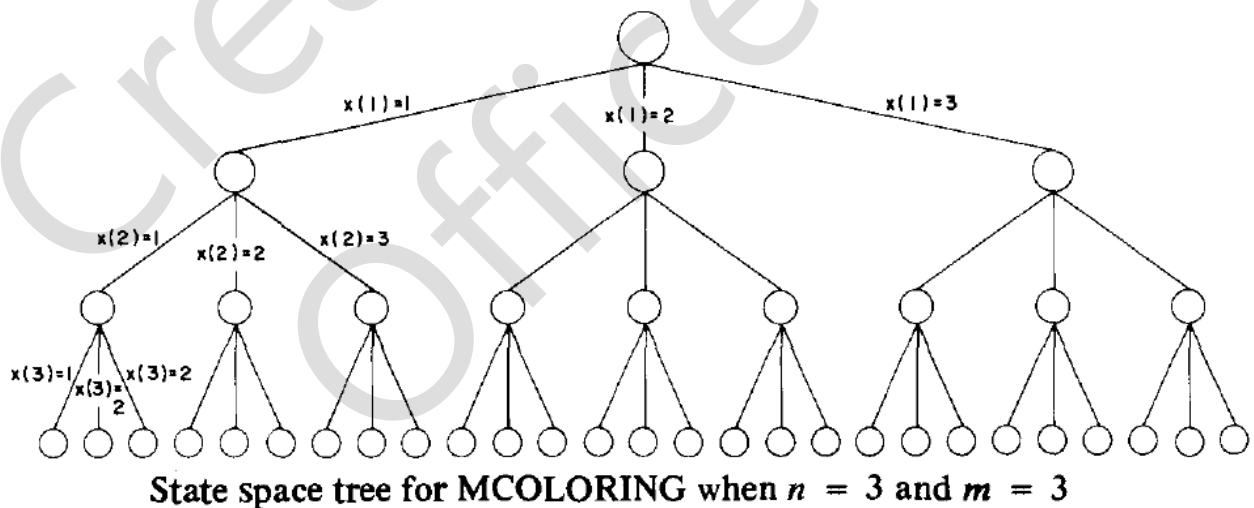 x(1)=1
x(1)=2
x(1)=3
x(2)=1
x(2)=2
x(2)=3
x(3)=1
x(3)=
2
x(3)=2
State space tree for MCOLORING when n = 3 and m = 3